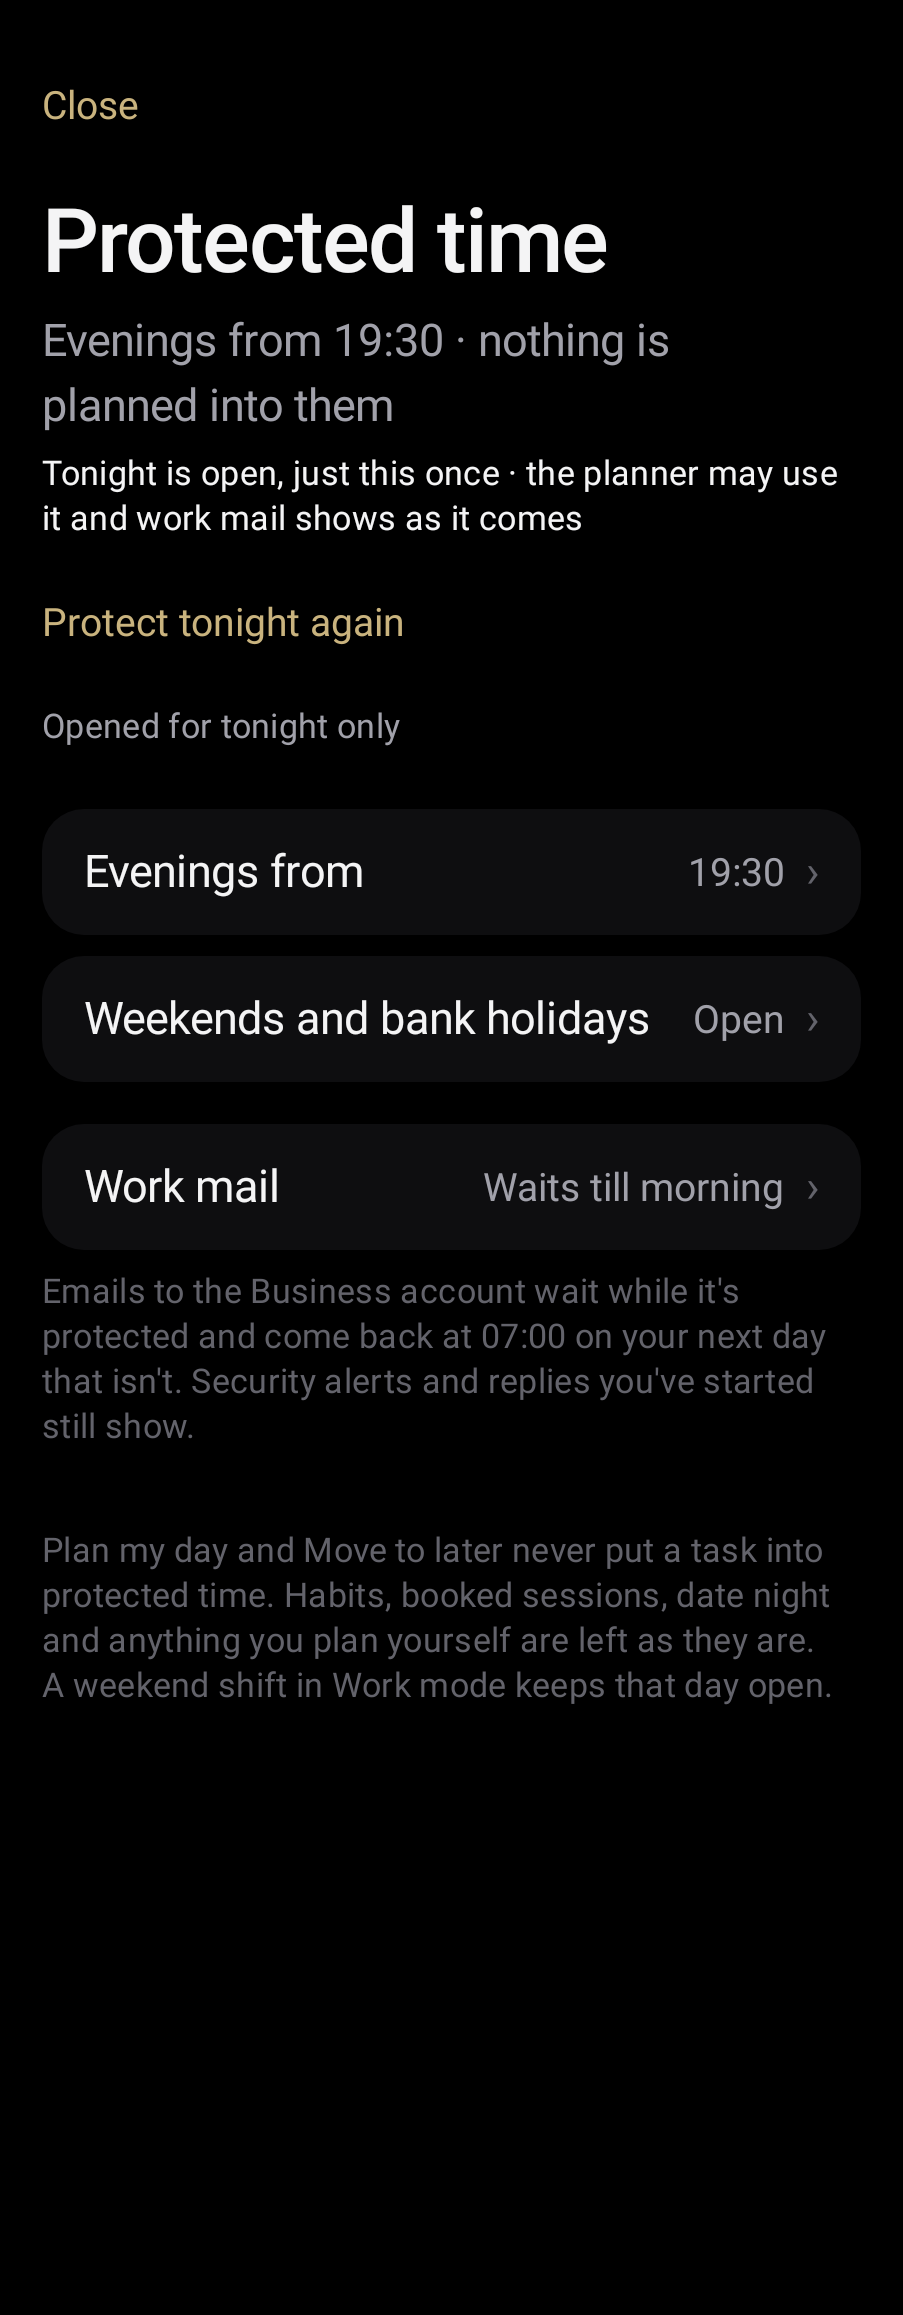 Close
Protected time
Evenings from 19:30 · nothing is
planned into them
Tonight is open, just this once · the planner may use
it and work mail shows as it comes
Protect tonight again
Opened for tonight only
Evenings from 19:30 ›
Weekends and bank holidays Open ›
Work mail Waits till morning ›
Emails to the Business account wait while it's
protected and come back at 07:00 on your next day
that isn't. Security alerts and replies you've started
still show.
Plan my day and Move to later never put a task into
protected time. Habits, booked sessions, date night
and anything you plan yourself are left as they are.
A weekend shift in Work mode keeps that day open.